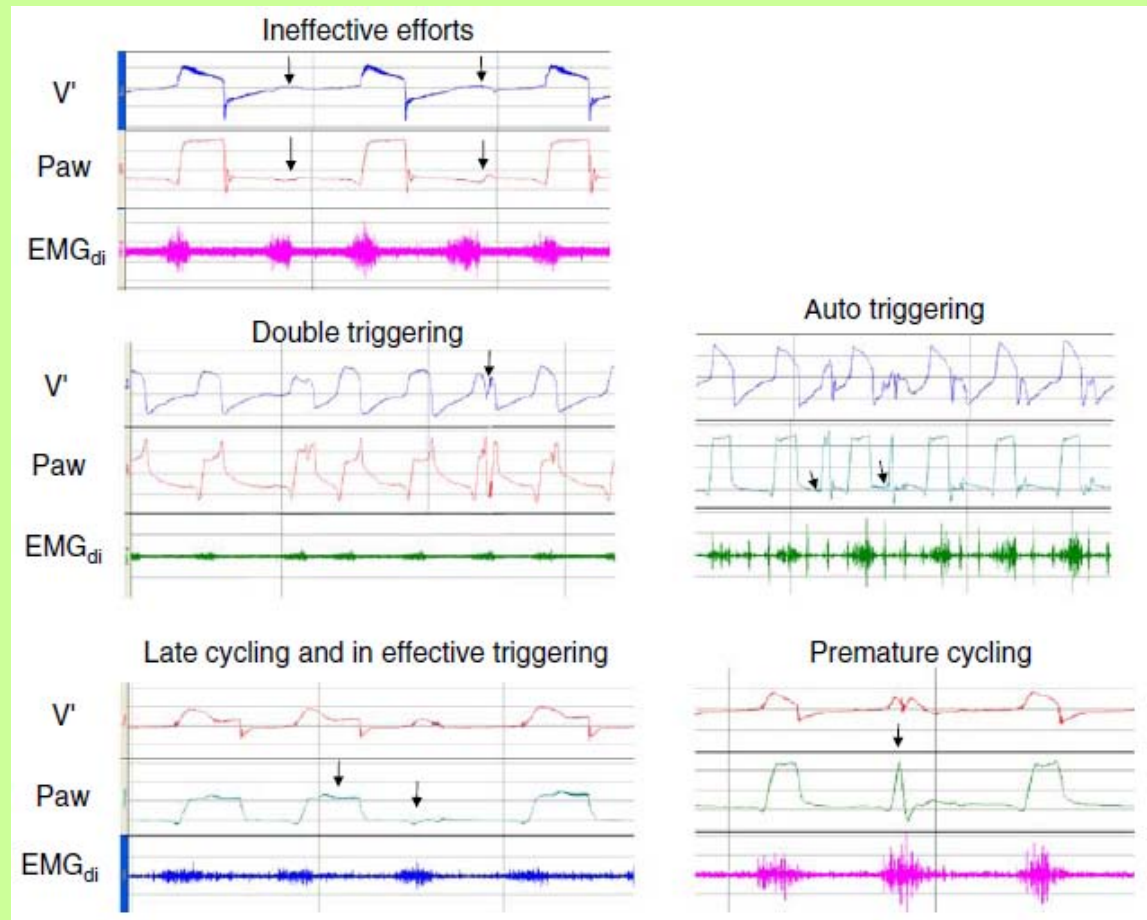 Ineffective efforts
V'
Paw
EMGdi
Double triggering
V'
Paw
EMGdi
Auto triggering
Late cycling and in effective triggering
V'
Paw
EMGdi
Premature cycling